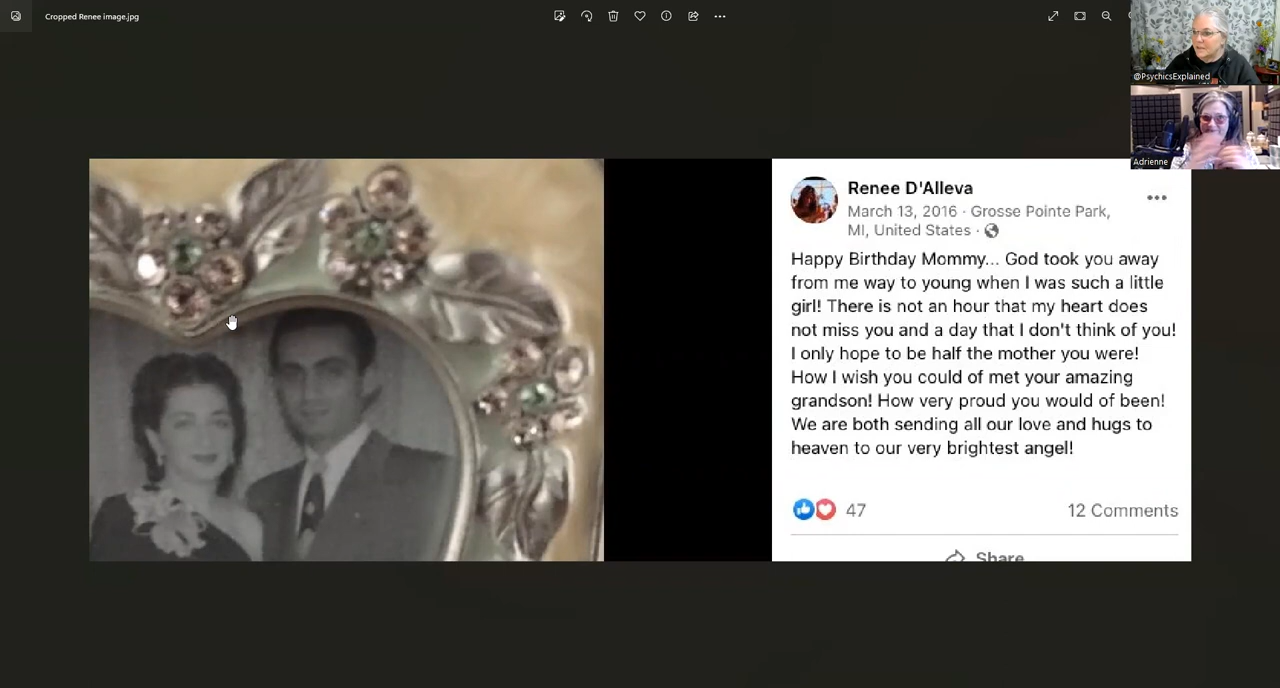 Cropped Renee image.jpg
@PsychicsExplained
Adrienne
Renee D'Alleva
March 13, 2016 · Grosse Pointe Park,
MI, United States ·
Happy Birthday Mommy... God took you away
from me way to young when I was such a little
girl! There is not an hour that my heart does
not miss you and a day that I don't think of you!
I only hope to be half the mother you were!
How I wish you could of met your amazing
grandson! How very proud you would of been!
We are both sending all our love and hugs to
heaven to our very brightest angel!
47
12 Comments
Share